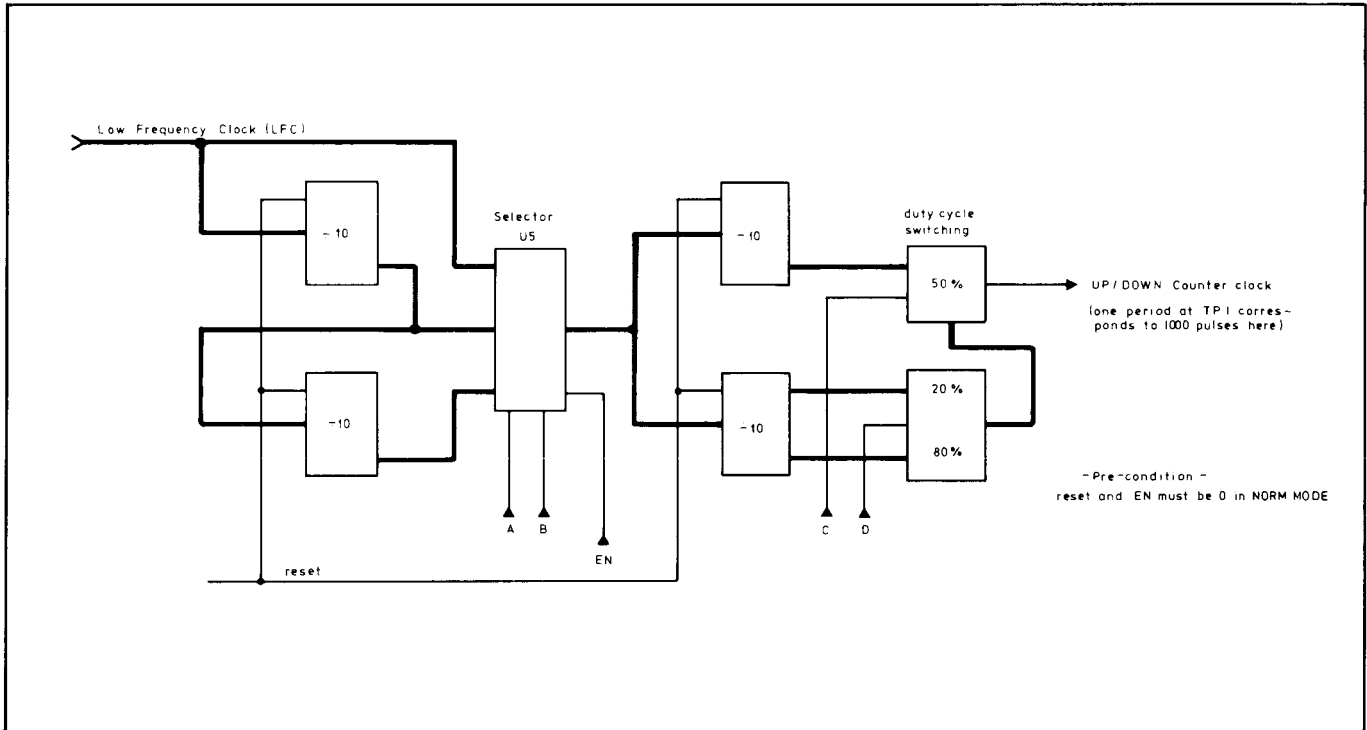 Low Frequency Clock (LFC)
-10
-10
Selector
U5
A B
EN
reset
-10
-10
duty cycle
switching
50%
20%
80%
C D
UP/DOWN Counter clock
(one period at TP1 corres-
ponds to 1000 pulses here)
-Pre-condition-
reset and EN must be 0 in NORM MODE